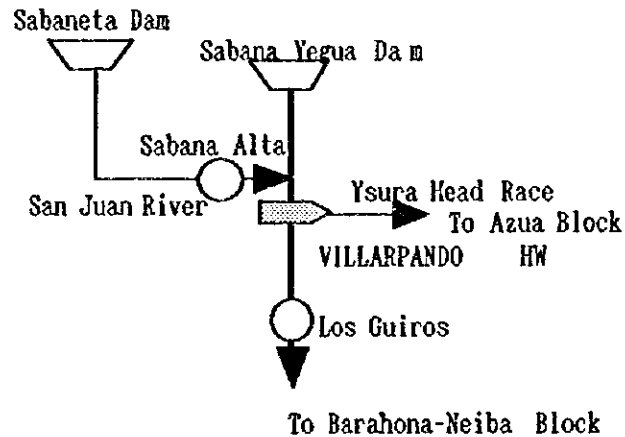 Sabaneta Dam
Sabana Yegua Dam
Sabana Alta
San Juan River
Ysura Head Race
To Azua Block
VILLARPANDO HW
Los Guiros
To Barahona-Neiba Block